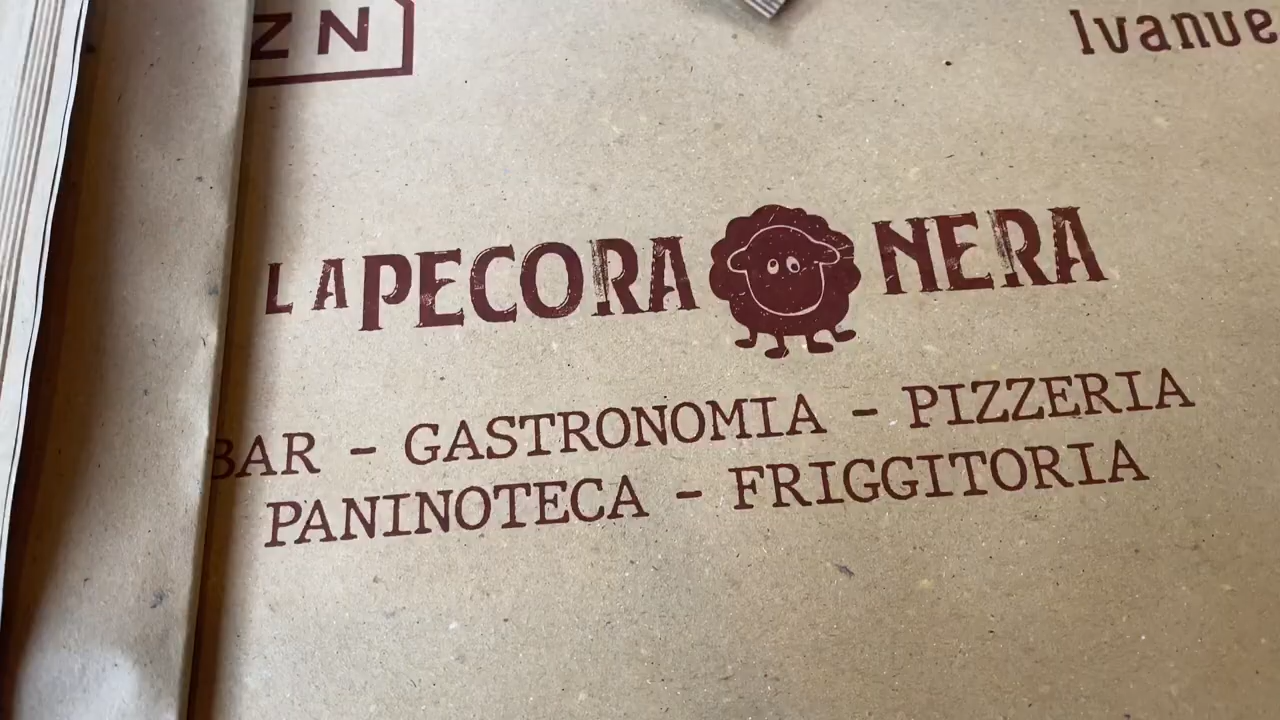 ZN
Ivanue
LA PECORA NERA
BAR - GASTRONOMIA - PIZZERIA
PANINOTECA - FRIGGITORIA